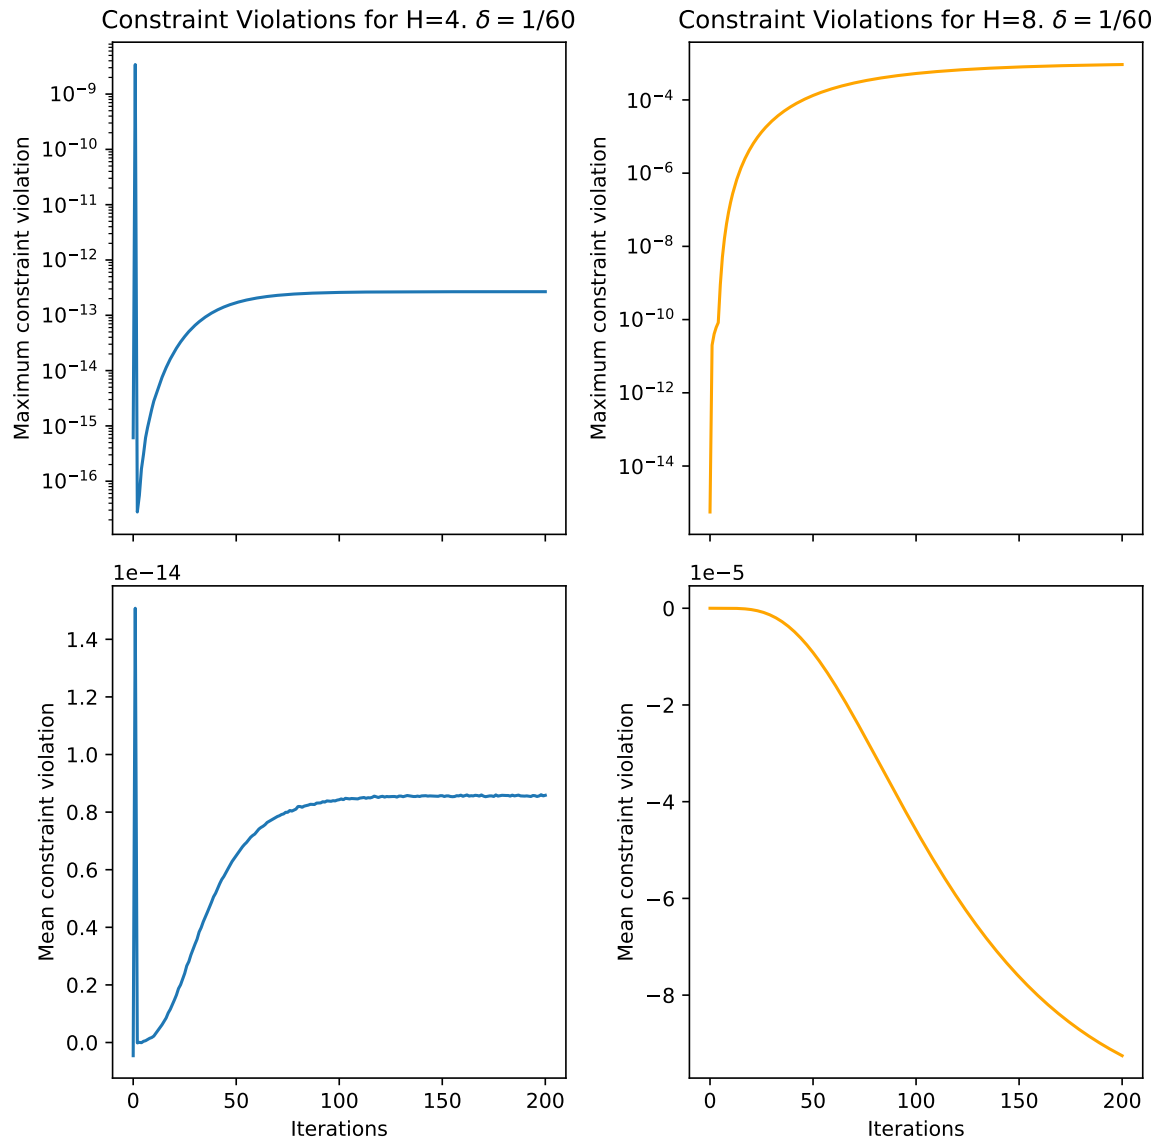 Constraint Violations for H=4. δ = 1/60
Maximum constraint violation
10⁻⁹
10⁻¹⁰
10⁻¹¹
10⁻¹²
10⁻¹³
10⁻¹⁴
10⁻¹⁵
10⁻¹⁶
Constraint Violations for H=8. δ = 1/60
Maximum constraint violation
10⁻⁴
10⁻⁶
10⁻⁸
10⁻¹⁰
10⁻¹²
10⁻¹⁴
1e−14
Mean constraint violation
1.4
1.2
1.0
0.8
0.6
0.4
0.2
0.0
0 50 100 150 200
Iterations
1e−5
Mean constraint violation
0
−2
−4
−6
−8
0 50 100 150 200
Iterations